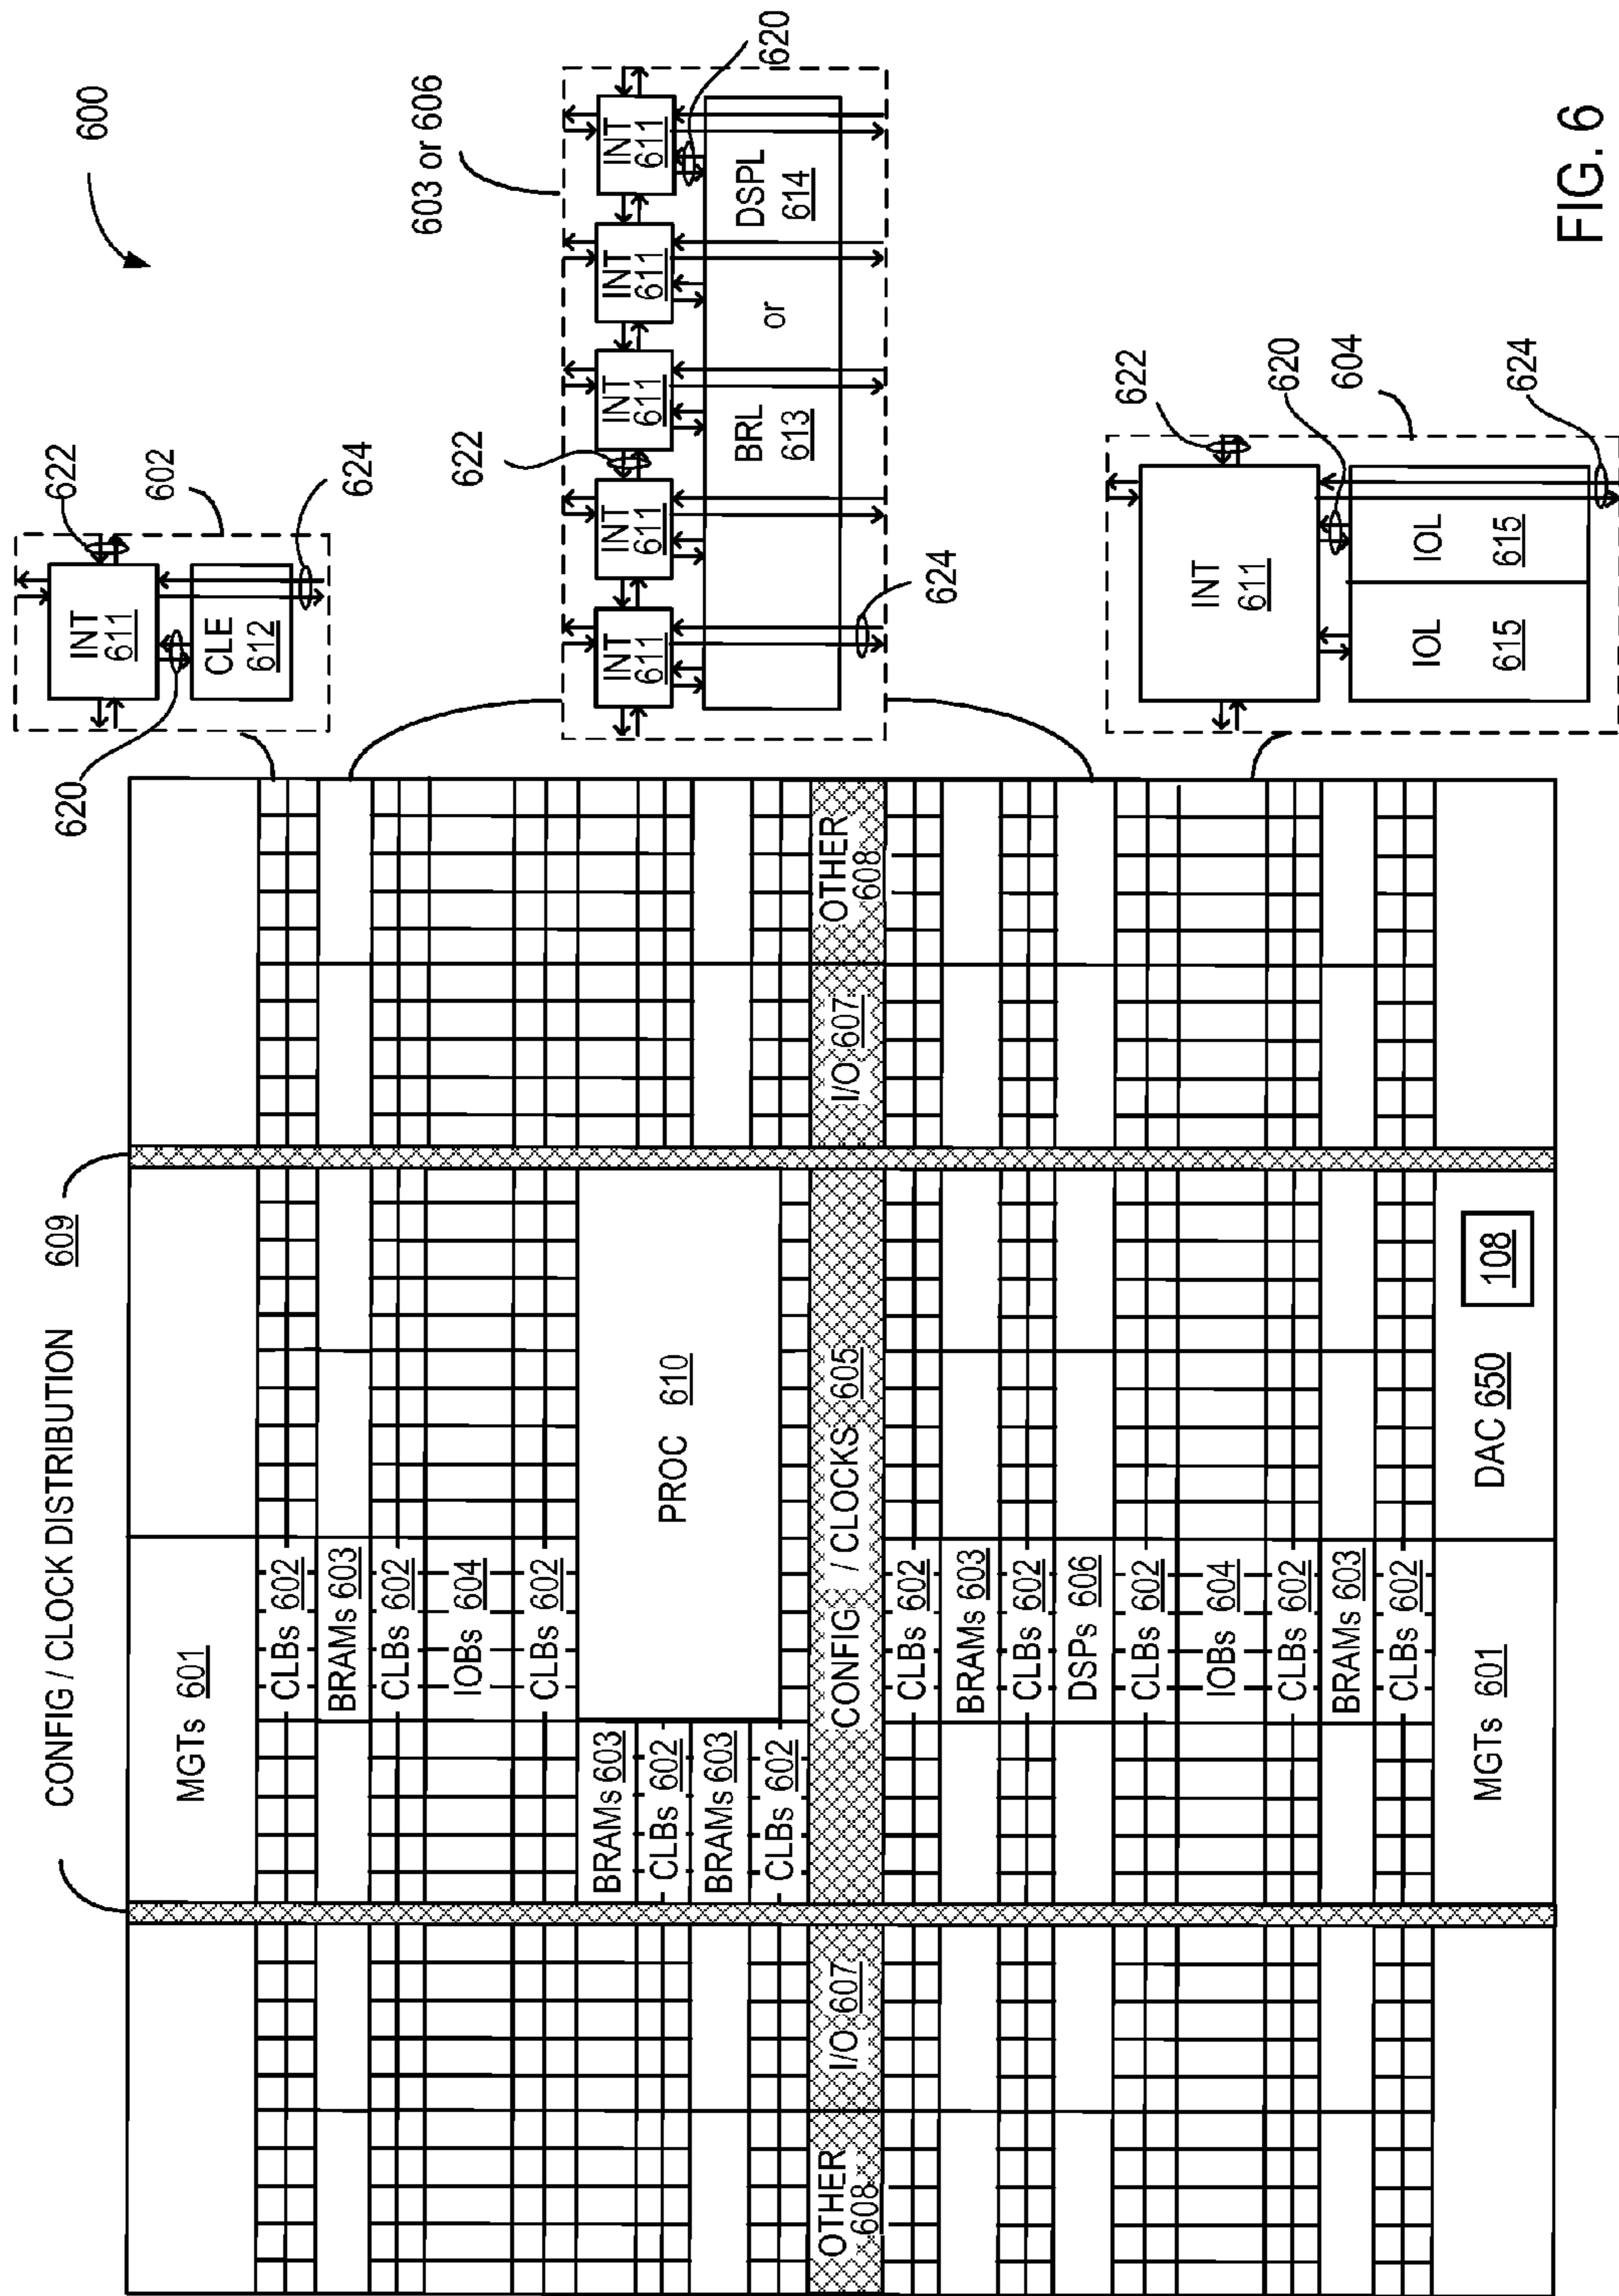 600
CONFIG / CLOCK DISTRIBUTION 609
MGTs 601
CLBs 602
BRAMs 603
CLBs 602
IOBs 604
CLBs 602
BRAMs 603
CLBs 602
BRAMs 603
CLBs 602
PROC 610
OTHER 608
I/O 607
CONFIG / CLOCKS 605
I/O 607
OTHER 608
CLBs 602
BRAMs 603
CLBs 602
DSPs 606
CLBs 602
IOBs 604
CLBs 602
BRAMs 603
CLBs 602
MGTs 601
DAC 650
108
620
INT
611
CLE
612
622
602
624
603 or 606
INT
611
INT
611
INT
611
INT
611
INT
611
622
620
624
BRL
613
or
DSPL
614
INT
611
IOL
615
IOL
615
622
620
604
624
FIG. 6